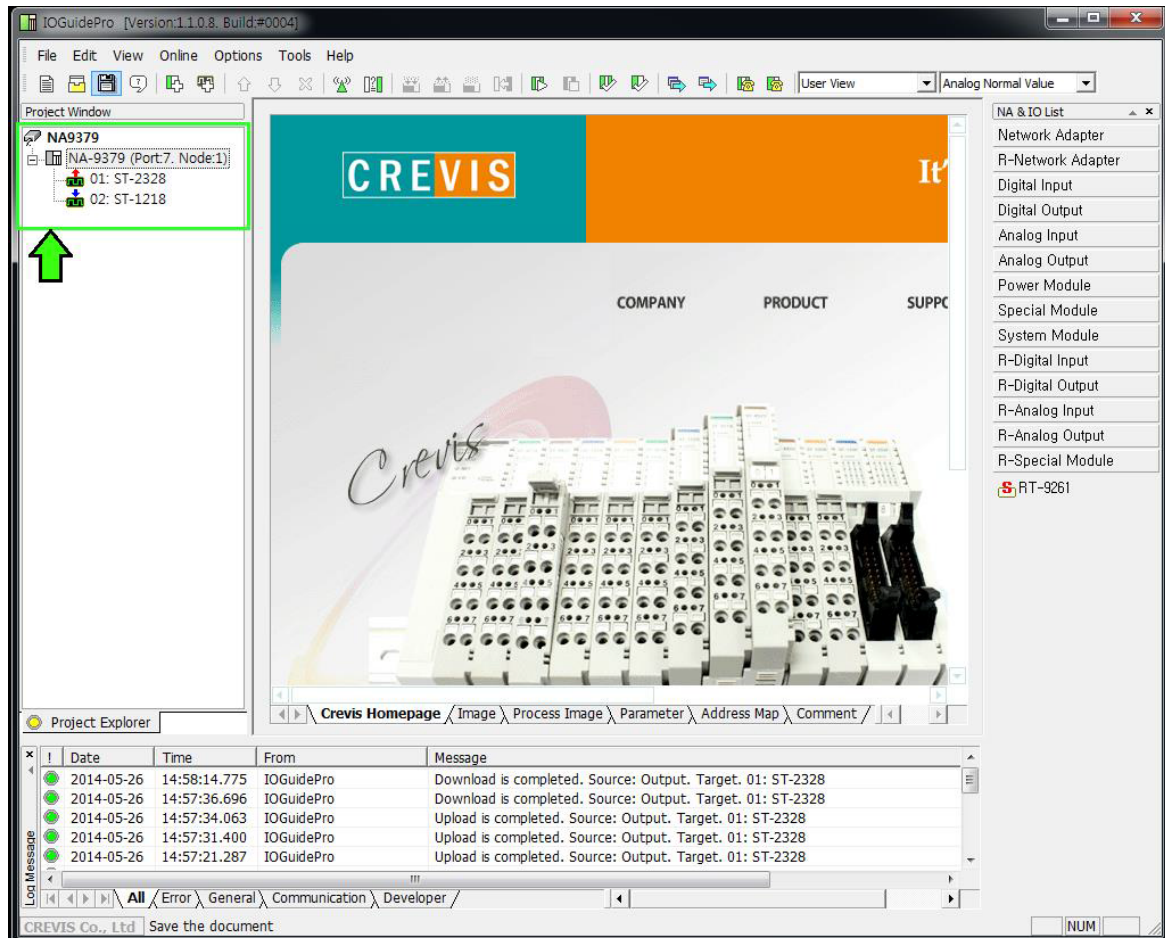 IOGuidePro [Version:1.1.0.8. Build:#0004]
File Edit View Online Options Tools Help
User View
Analog Normal Value
Project Window
NA9379
NA-9379 (Port:7. Node:1)
01: ST-2328
02: ST-1218
CREVIS
It'
COMPANY PRODUCT SUPPC
Crevis
NA & IO List
Network Adapter
R-Network Adapter
Digital Input
Digital Output
Analog Input
Analog Output
Power Module
Special Module
System Module
R-Digital Input
R-Digital Output
R-Analog Input
R-Analog Output
R-Special Module
RT-9261
Project Explorer
Crevis Homepage Image Process Image Parameter Address Map Comment
! Date Time From Message
2014-05-26 14:58:14.775 IOGuidePro Download is completed. Source: Output. Target. 01: ST-2328
2014-05-26 14:57:36.696 IOGuidePro Download is completed. Source: Output. Target. 01: ST-2328
2014-05-26 14:57:34.063 IOGuidePro Upload is completed. Source: Output. Target. 01: ST-2328
2014-05-26 14:57:31.400 IOGuidePro Upload is completed. Source: Output. Target. 01: ST-2328
2014-05-26 14:57:21.287 IOGuidePro Upload is completed. Source: Output. Target. 01: ST-2328
Log Message
All Error General Communication Developer
CREVIS Co., Ltd Save the document
NUM